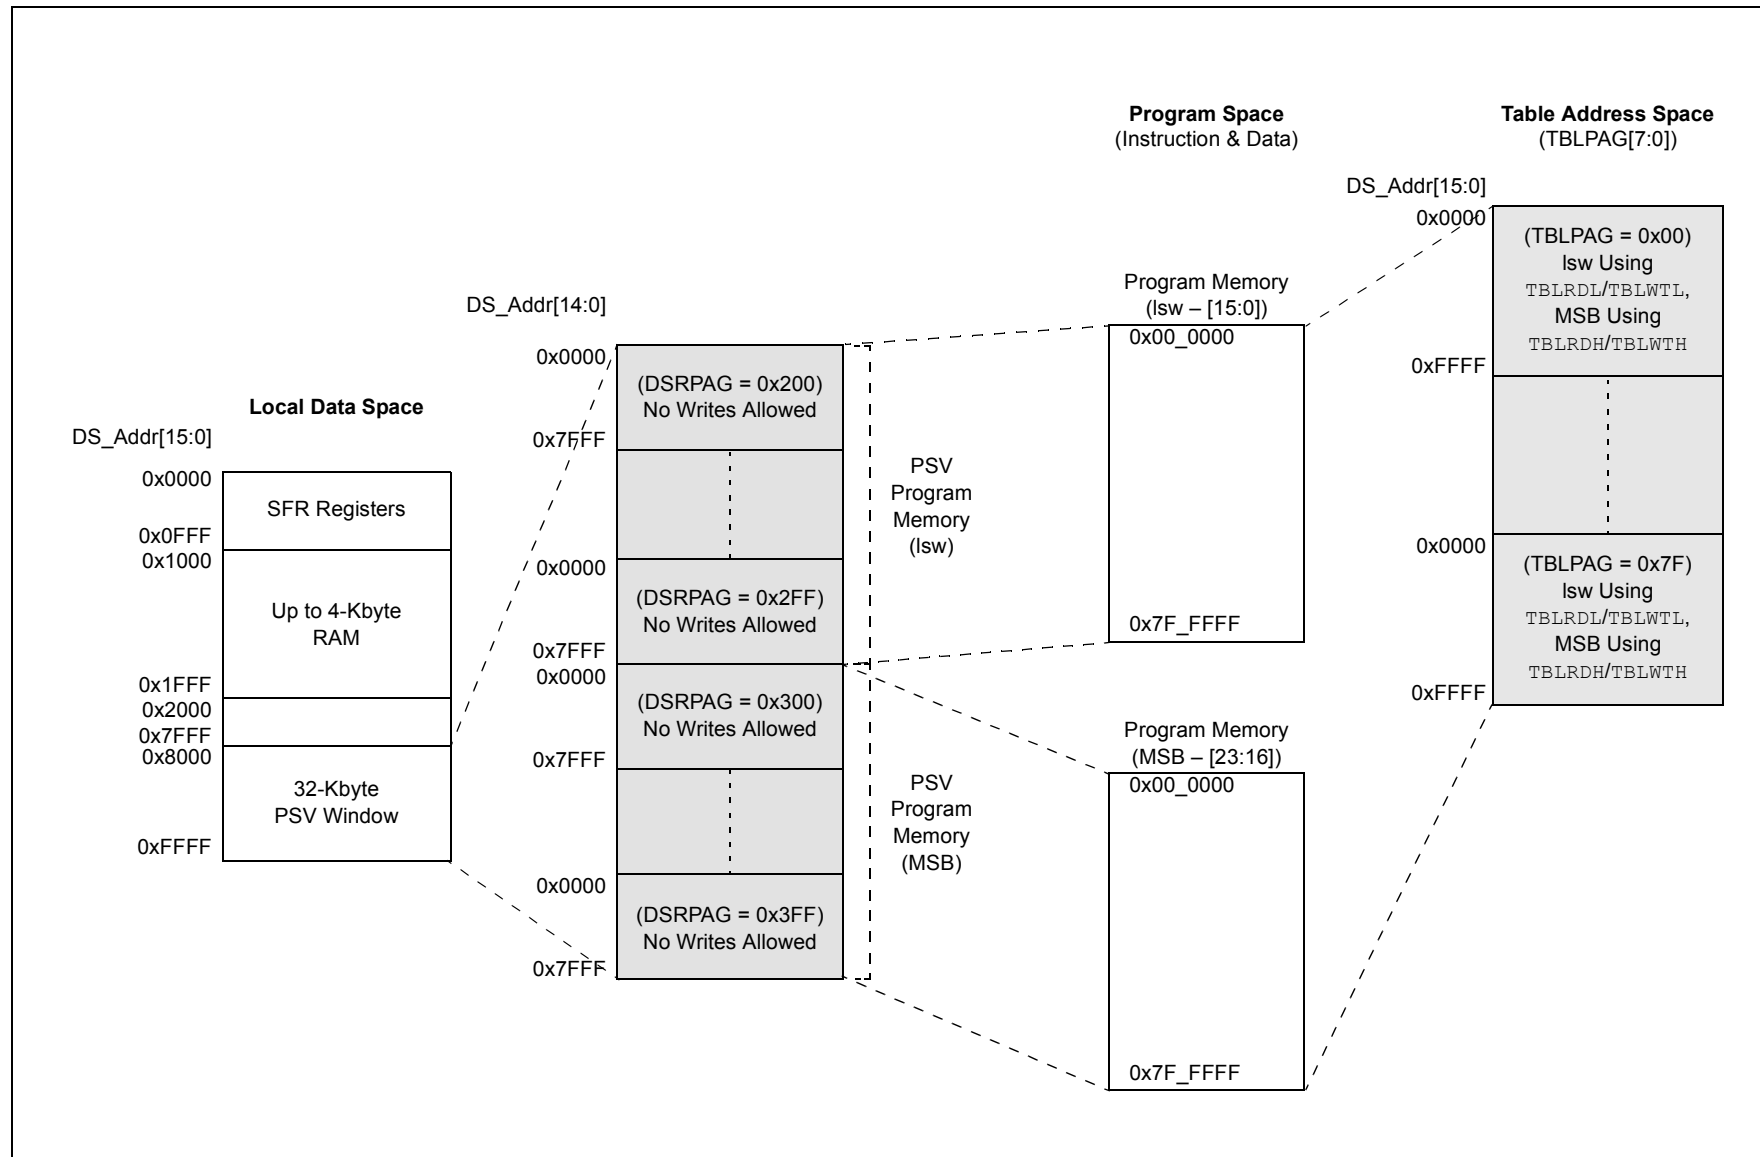 Local Data Space
DS_Addr[15:0]
0x0000
SFR Registers
0x0FFF
0x1000
Up to 4-Kbyte
RAM
0x1FFF
0x2000
0x7FFF
0x8000
32-Kbyte
PSV Window
0xFFFF
DS_Addr[14:0]
0x0000
(DSRPAG = 0x200)
No Writes Allowed
0x7FFF
0x0000
(DSRPAG = 0x2FF)
No Writes Allowed
0x7FFF
0x0000
(DSRPAG = 0x300)
No Writes Allowed
0x7FFF
0x0000
(DSRPAG = 0x3FF)
No Writes Allowed
0x7FFF
PSV
Program
Memory
(lsw)
PSV
Program
Memory
(MSB)
Program Space
(Instruction & Data)
Program Memory
(lsw – [15:0])
0x00_0000
0x7F_FFFF
Program Memory
(MSB – [23:16])
0x00_0000
0x7F_FFFF
Table Address Space
(TBLPAG[7:0])
DS_Addr[15:0]
0x0000
(TBLPAG = 0x00)
lsw Using
TBLRDL/TBLWTL,
MSB Using
TBLRDH/TBLWTH
0xFFFF
0x0000
(TBLPAG = 0x7F)
lsw Using
TBLRDL/TBLWTL,
MSB Using
TBLRDH/TBLWTH
0xFFFF